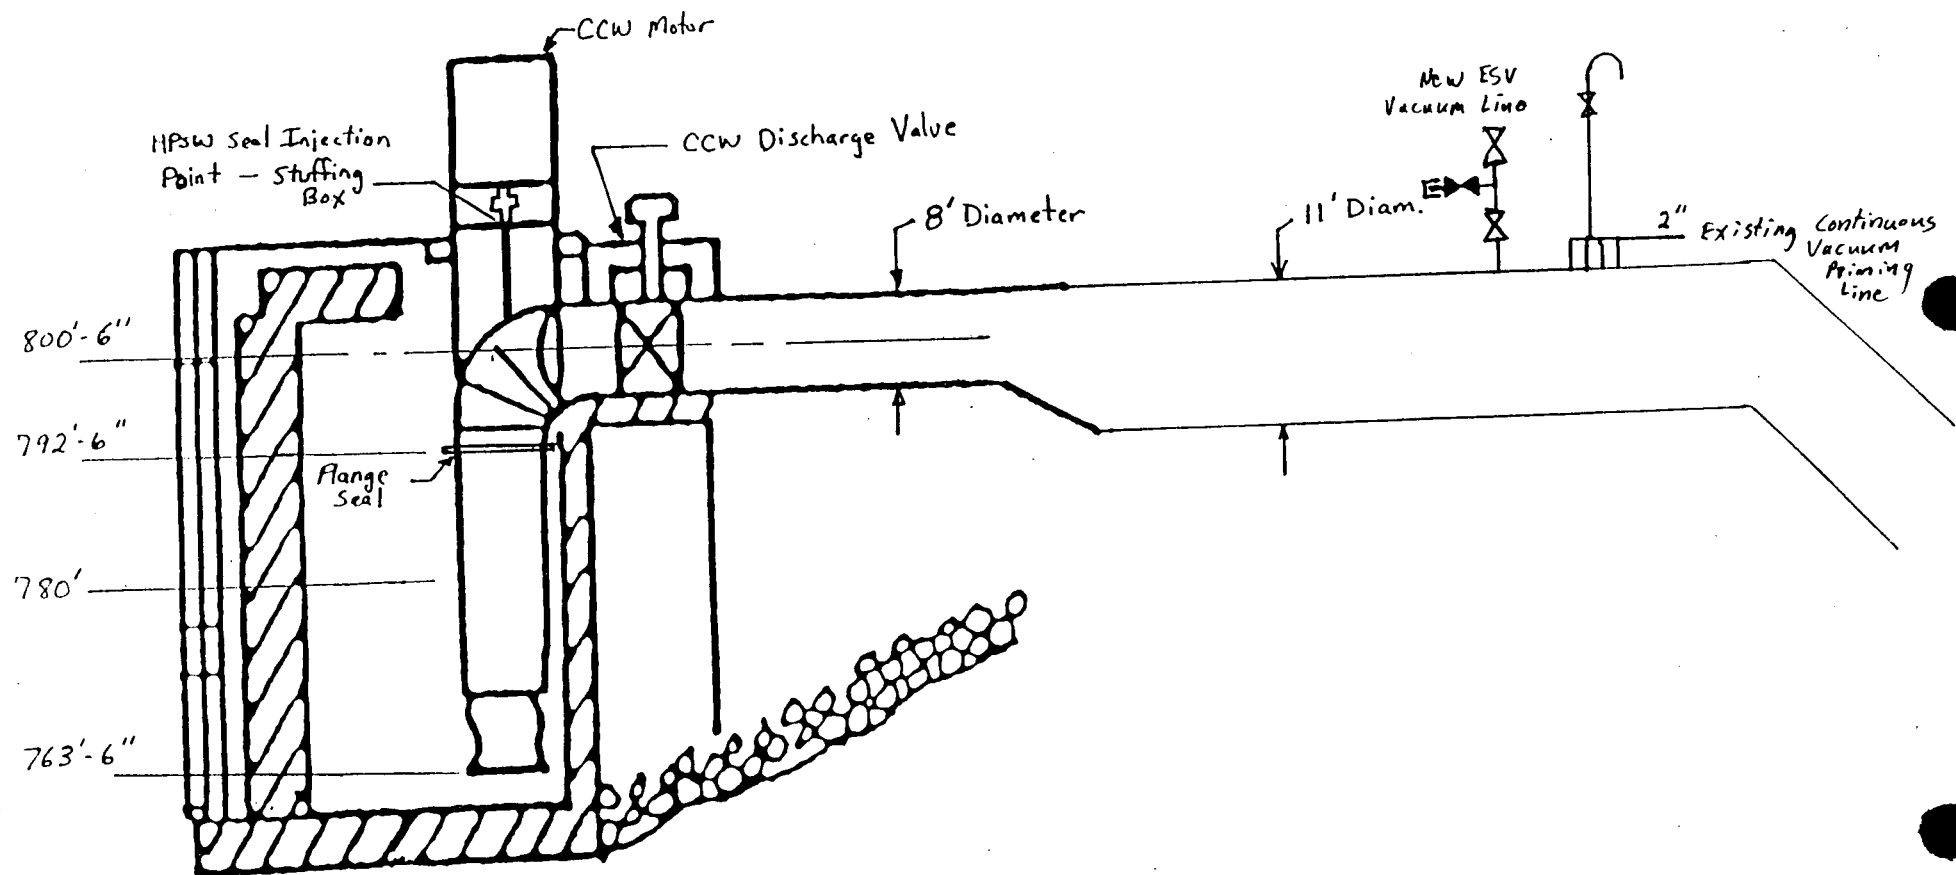 CCW Motor
New ESV
Vacuum Line
HPSW Seal Injection
Point – Stuffing
Box
CCW Discharge Valve
8' Diameter
11' Diam.
2" Existing Continuous
Vacuum
Priming
Line
800'-6"
792'-6"
Flange
Seal
780'
763'-6"